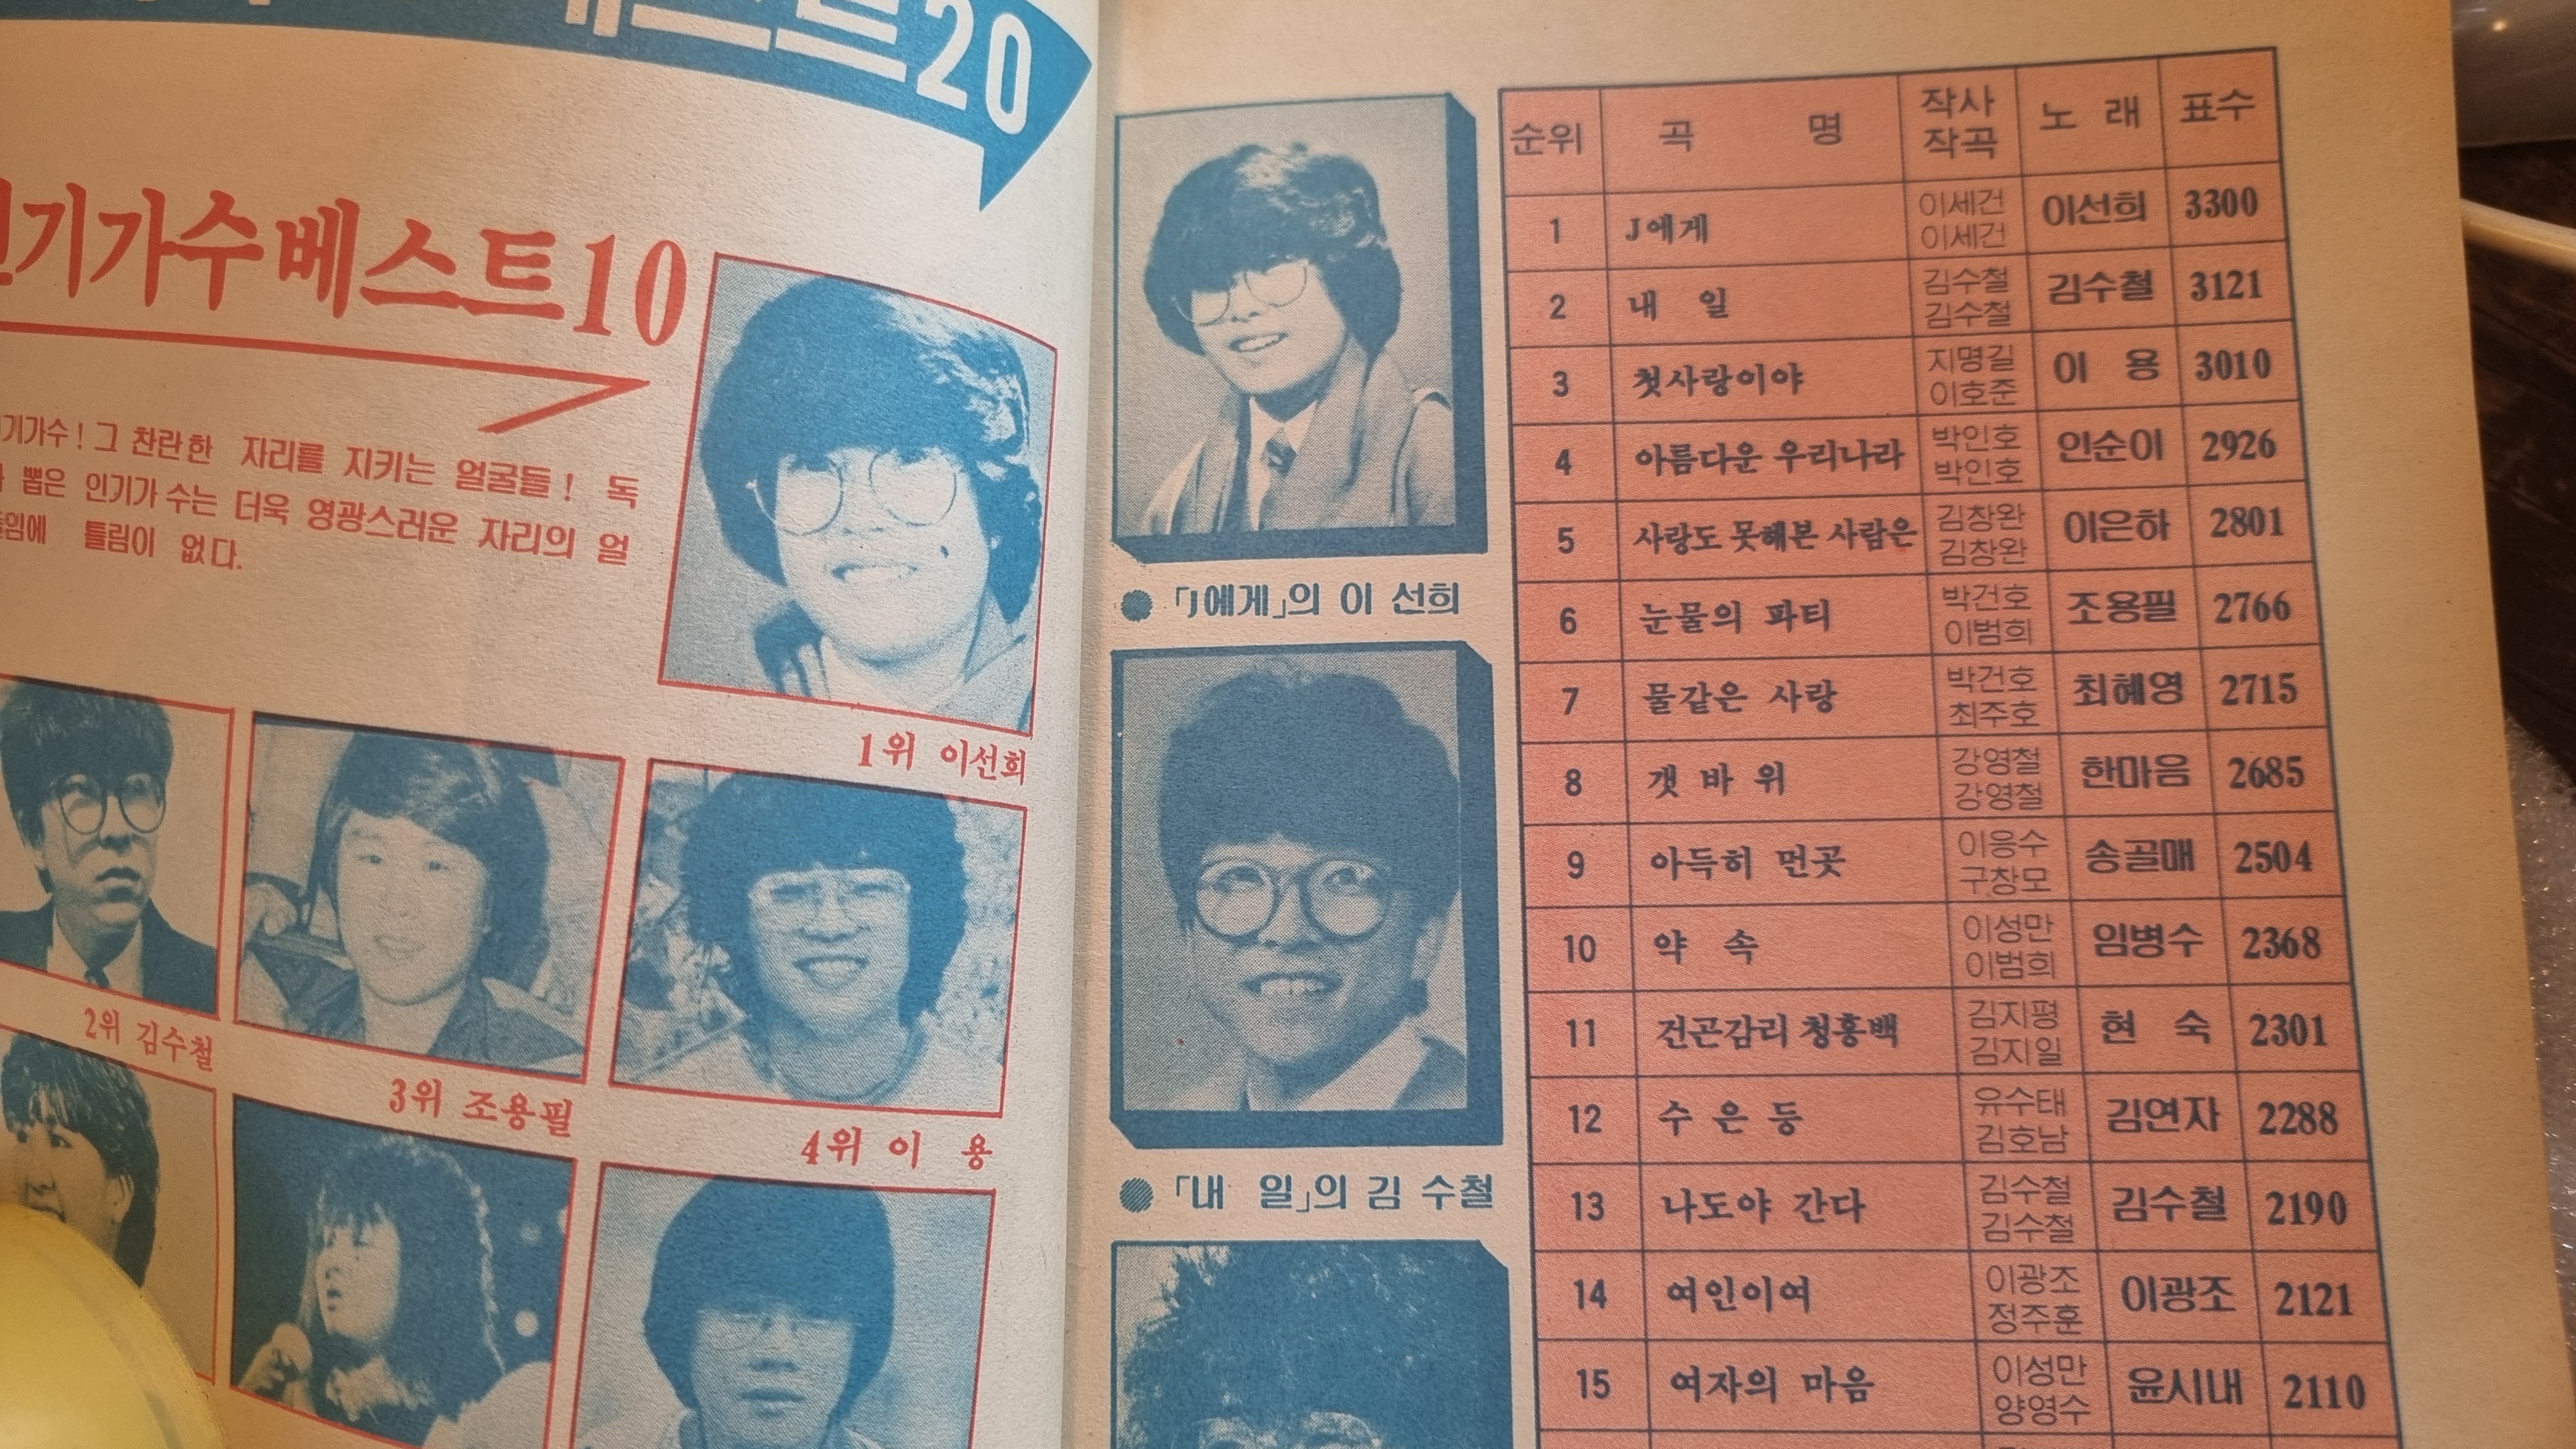 베스트20
기가수베스트10
기가수! 그 찬란한 자리를 지키는 얼굴들! 독
뽑은 인기가수는 더욱 영광스러운 자리의 얼
임에 틀림이 없다.
1위 이선희
2위 김수철
3위 조용필
4위 이 용
「J에게」의 이 선희
「내 일」의 김 수철
순위 곡 명 작사 작곡 노 래 표수
1 J에게 이세건 이세건 이선희 3300
2 내 일 김수철 김수철 김수철 3121
3 첫사랑이야 지명길 이호준 이 용 3010
4 아름다운 우리나라 박인호 박인호 인순이 2926
5 사랑도 못해본 사람은 김창완 김창완 이은하 2801
6 눈물의 파티 박건호 이범희 조용필 2766
7 물같은 사랑 박건호 최주호 최혜영 2715
8 갯 바 위 강영철 강영철 한마음 2685
9 아득히 먼곳 이응수 구창모 송골매 2504
10 약 속 이성만 이범희 임병수 2368
11 건곤감리 청홍백 김지평 김지일 현 숙 2301
12 수 은 등 유수태 김호남 김연자 2288
13 나도야 간다 김수철 김수철 김수철 2190
14 여인이여 이광조 정주훈 이광조 2121
15 여자의 마음 이성만 양영수 윤시내 2110